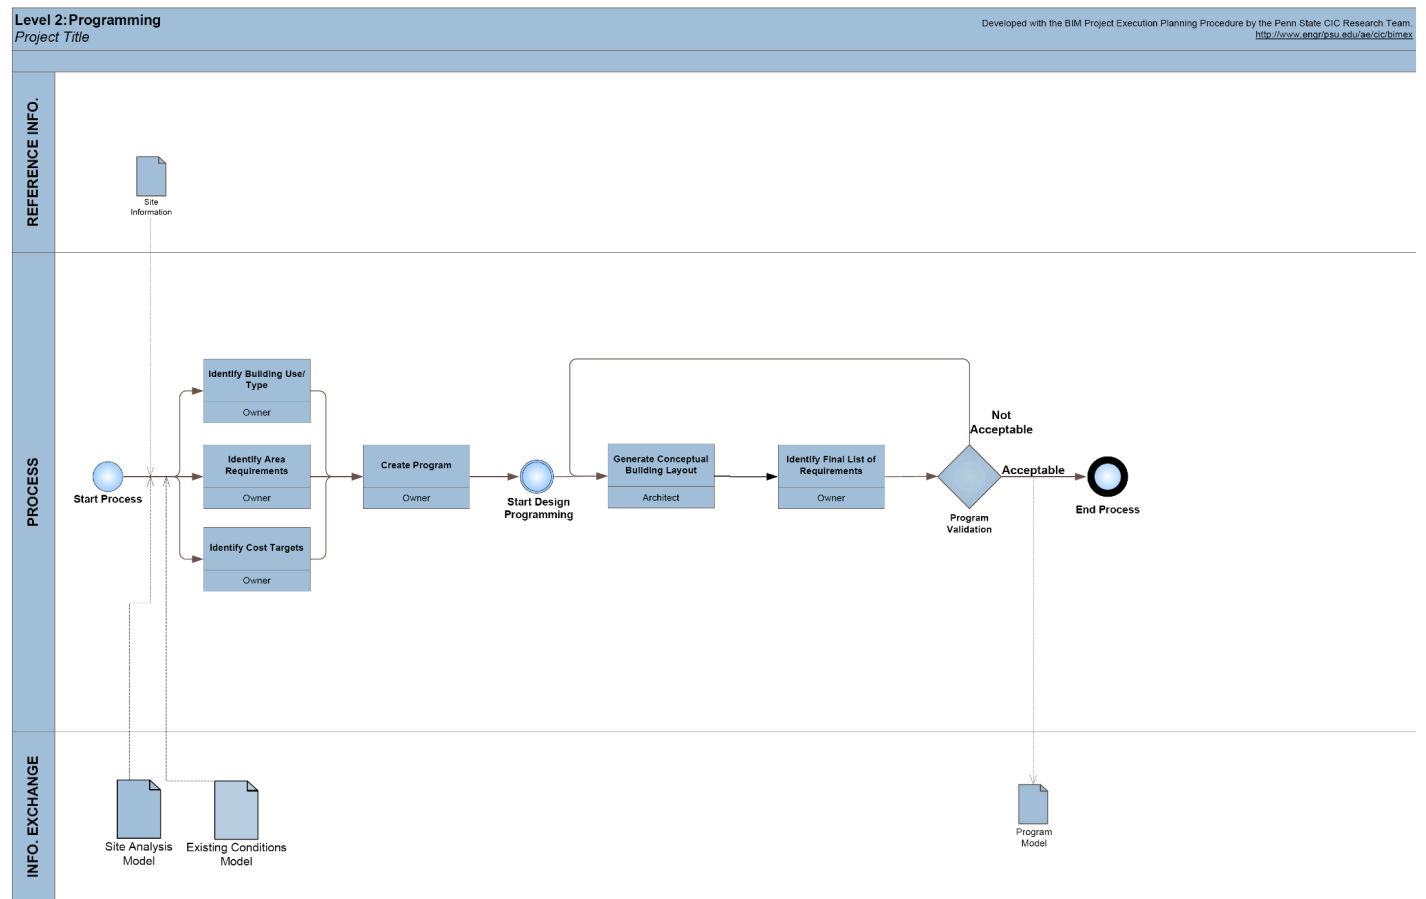 Level 2: Programming
Project Title
Developed with the BIM Project Execution Planning Procedure by the Penn State CIC Research Team.
http://www.engr/psu.edu/ae/cic/bimex
REFERENCE INFO.
Site
Information
PROCESS
Start Process
Identify Building Use/
Type
Owner
Identify Area
Requirements
Owner
Identify Cost Targets
Owner
Create Program
Owner
Start Design
Programming
Generate Conceptual
Building Layout
Architect
Identify Final List of
Requirements
Owner
Not
Acceptable
Program
Validation
Acceptable
End Process
INFO. EXCHANGE
Site Analysis
Model
Existing Conditions
Model
Program
Model